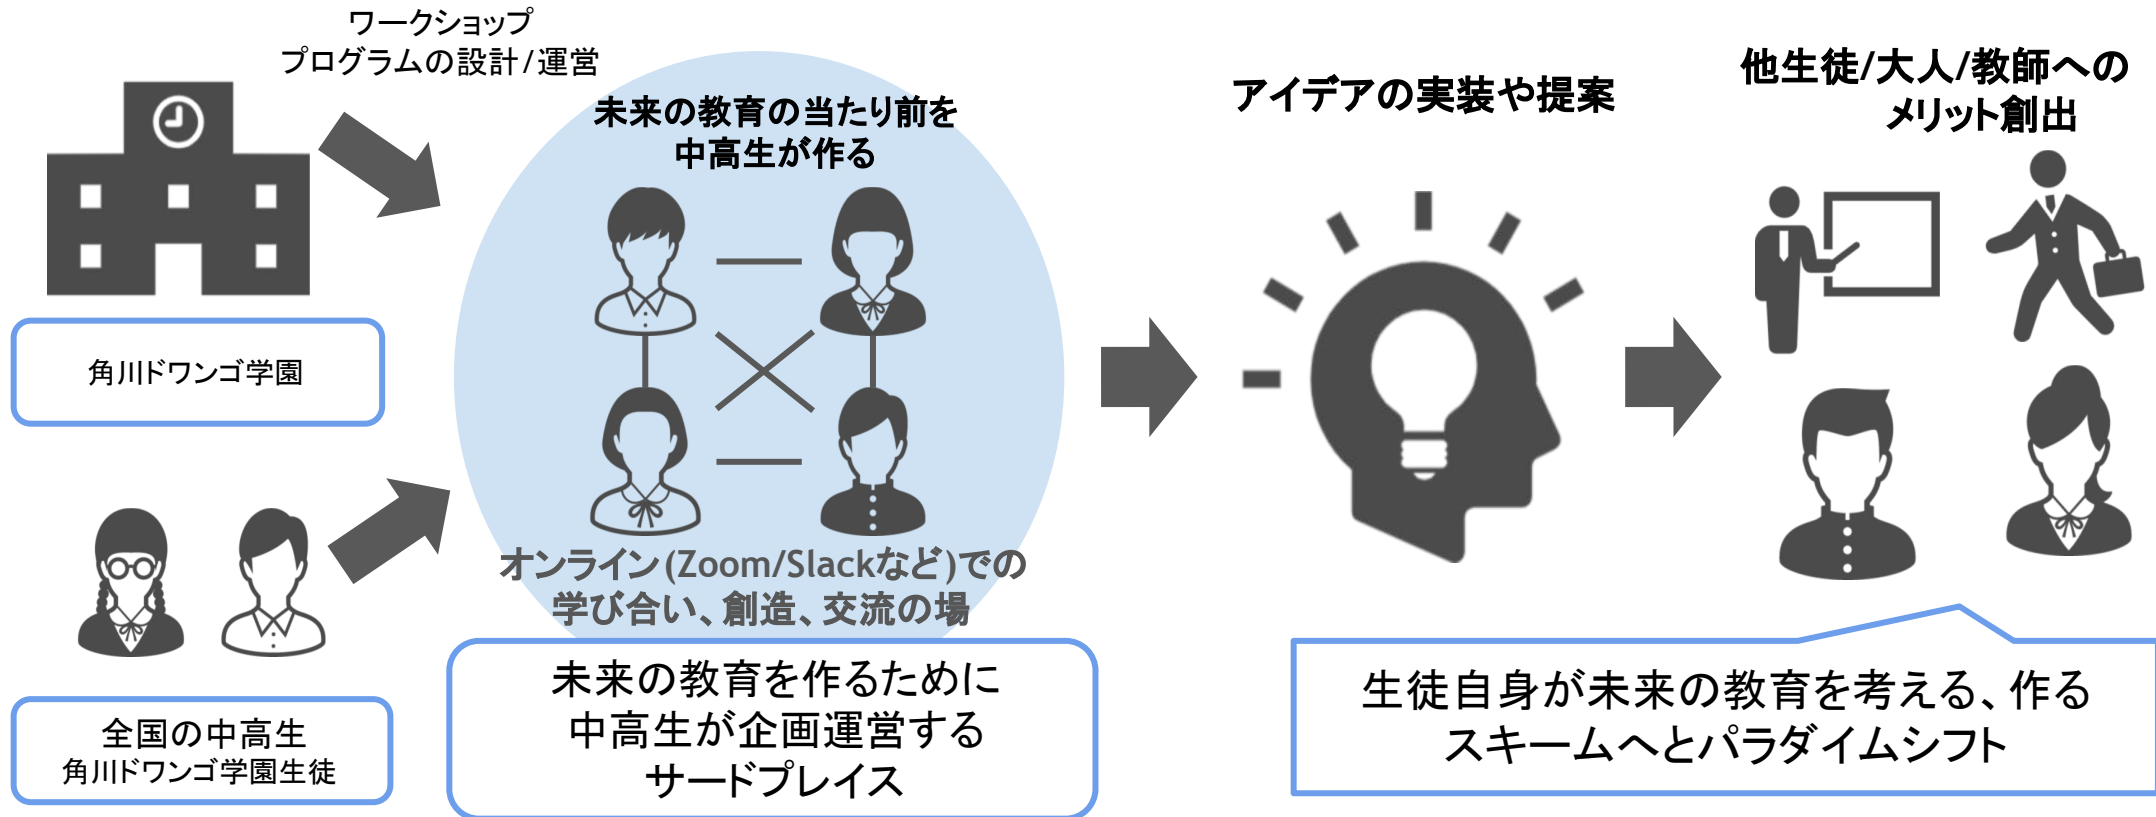 ワークショップ
プログラムの設計/運営
角川ドワンゴ学園
全国の中高生
角川ドワンゴ学園生徒
未来の教育の当たり前を
中高生が作る
オンライン(Zoom/Slackなど)での
学び合い、創造、交流の場
未来の教育を作るために
中高生が企画運営する
サードプレイス
アイデアの実装や提案
他生徒/大人/教師への
メリット創出
生徒自身が未来の教育を考える、作る
スキームへとパラダイムシフト